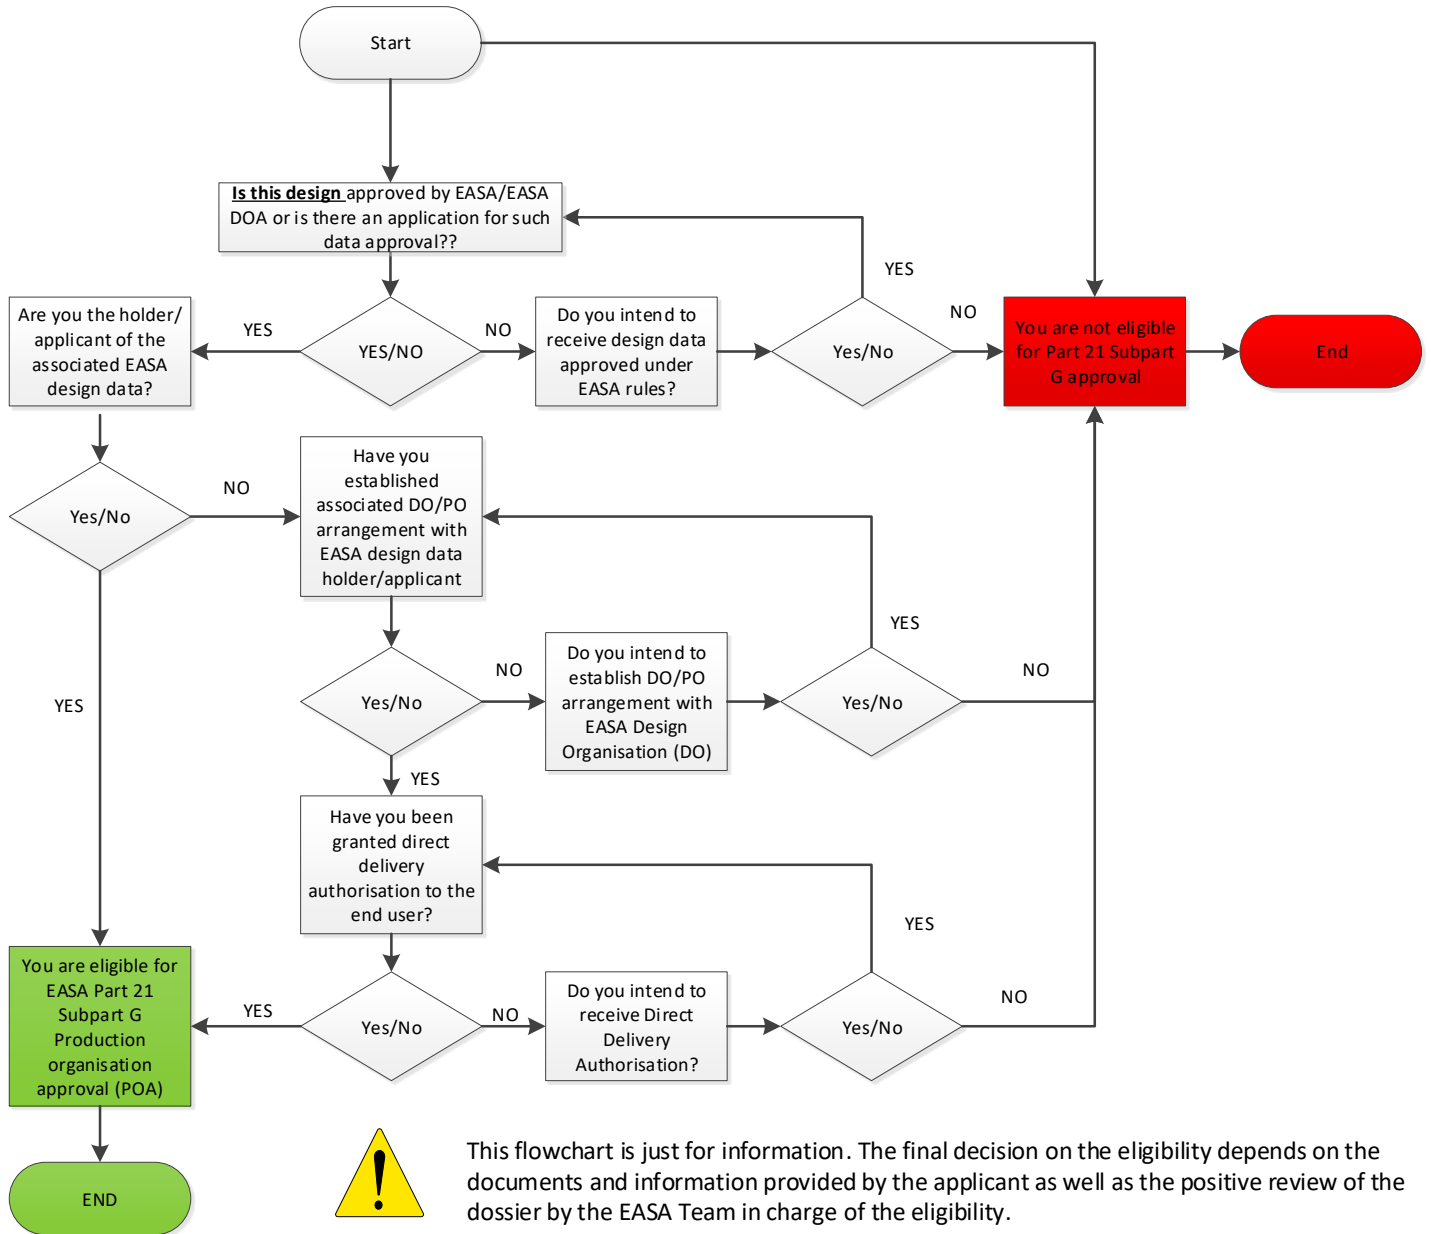 Start
Is this design approved by EASA/EASA
DOA or is there an application for such
data approval??
YES
Are you the holder/
applicant of the
associated EASA
design data?
YES
YES/NO
NO
Do you intend to
receive design data
approved under
EASA rules?
Yes/No
NO
You are not eligible
for Part 21 Subpart
G approval
End
Yes/No
NO
Have you
established
associated DO/PO
arrangement with
EASA design data
holder/applicant
YES
Yes/No
NO
Do you intend to
establish DO/PO
arrangement with
EASA Design
Organisation (DO)
Yes/No
NO
YES
YES
Have you been
granted direct
delivery
authorisation to the
end user?
YES
You are eligible for
EASA Part 21
Subpart G
Production
organisation
approval (POA)
YES
Yes/No
NO
Do you intend to
receive Direct
Delivery
Authorisation?
Yes/No
NO
END
This flowchart is just for information. The final decision on the eligibility depends on the
documents and information provided by the applicant as well as the positive review of the
dossier by the EASA Team in charge of the eligibility.